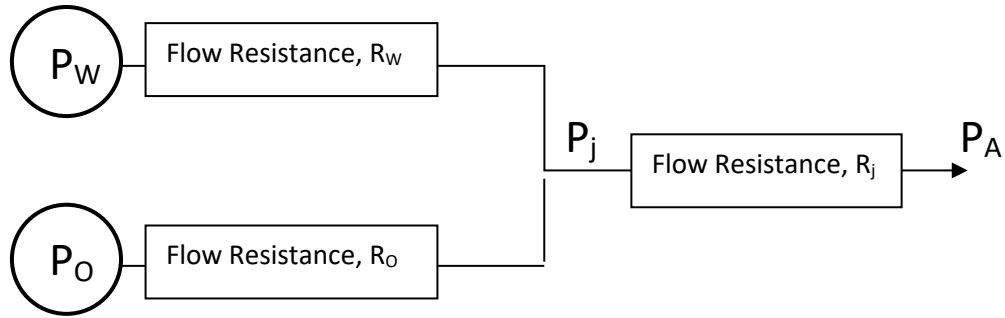 P_W
Flow Resistance, R_W
P_j
Flow Resistance, R_j
P_A
P_O
Flow Resistance, R_O